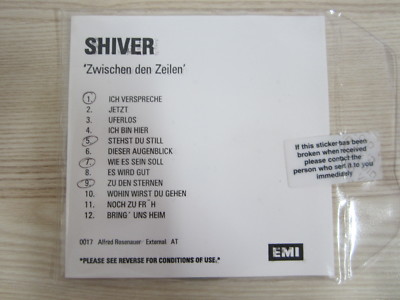 SHIVER
'Zwischen den Zeilen'
1. ICH VERSPRECHE
2. JETZT
3. UFERLOS
4. ICH BIN HIER
5. STEHST DU STILL
6. DIESER AUGENBLICK
7. WIE ES SEIN SOLL
8. ES WIRD GUT
9. ZU DEN STERNEN
10. WOHIN WIRST DU GEHEN
11. NOCH ZU FR¨H
12. BRING' UNS HEIM
0017 Alfred Rosenauer External AT
EMI
*PLEASE SEE REVERSE FOR CONDITIONS OF USE.*
If this sticker has been
broken when received
please contact the
person who sent it to you
immediately